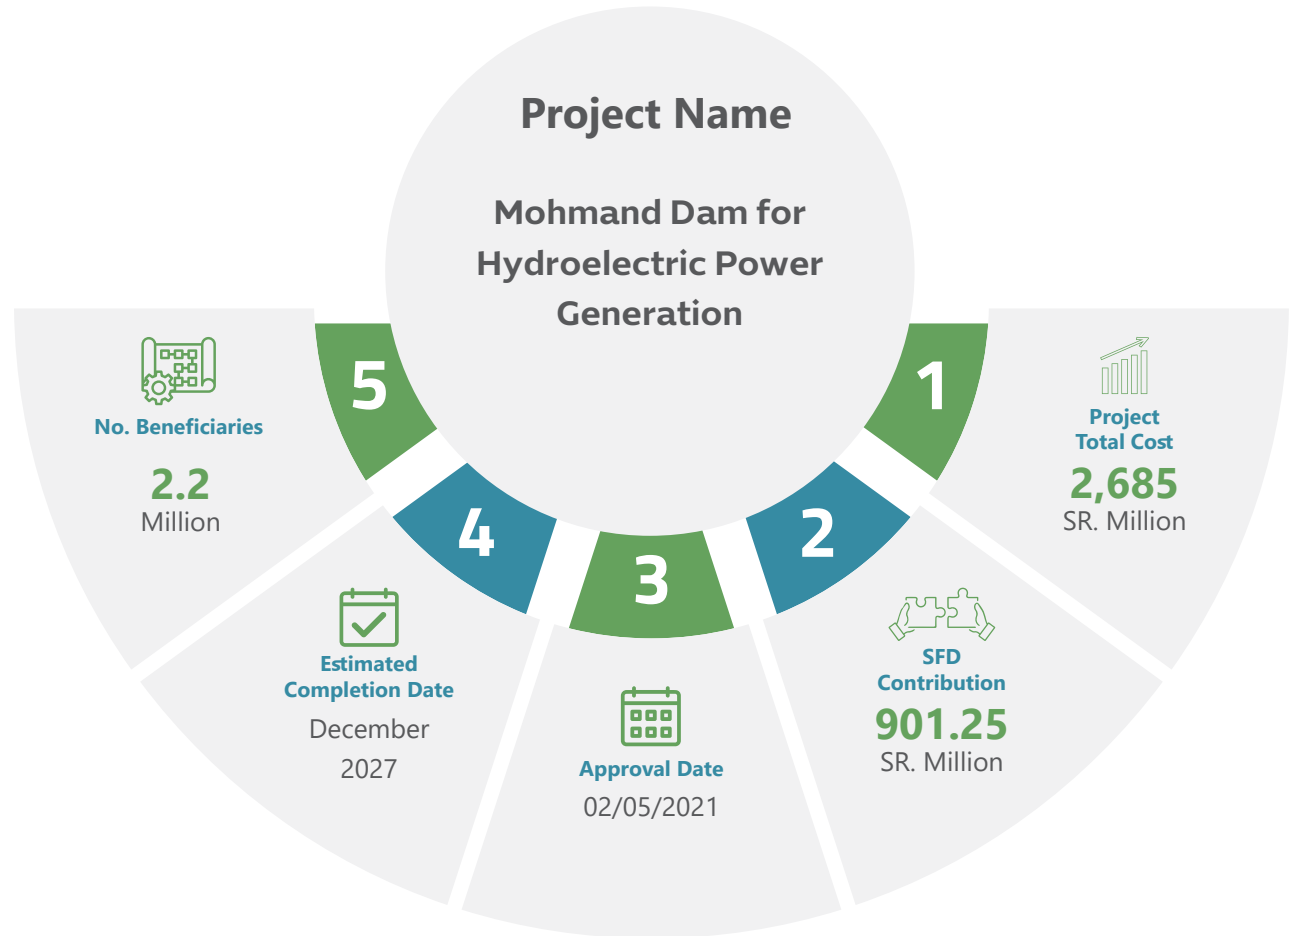 Project Name
Mohmand Dam for
Hydroelectric Power
Generation
1
Project
Total Cost
2,685
SR. Million
2
SFD
Contribution
901.25
SR. Million
3
Approval Date
02/05/2021
4
Estimated
Completion Date
December
2027
5
No. Beneficiaries
2.2
Million